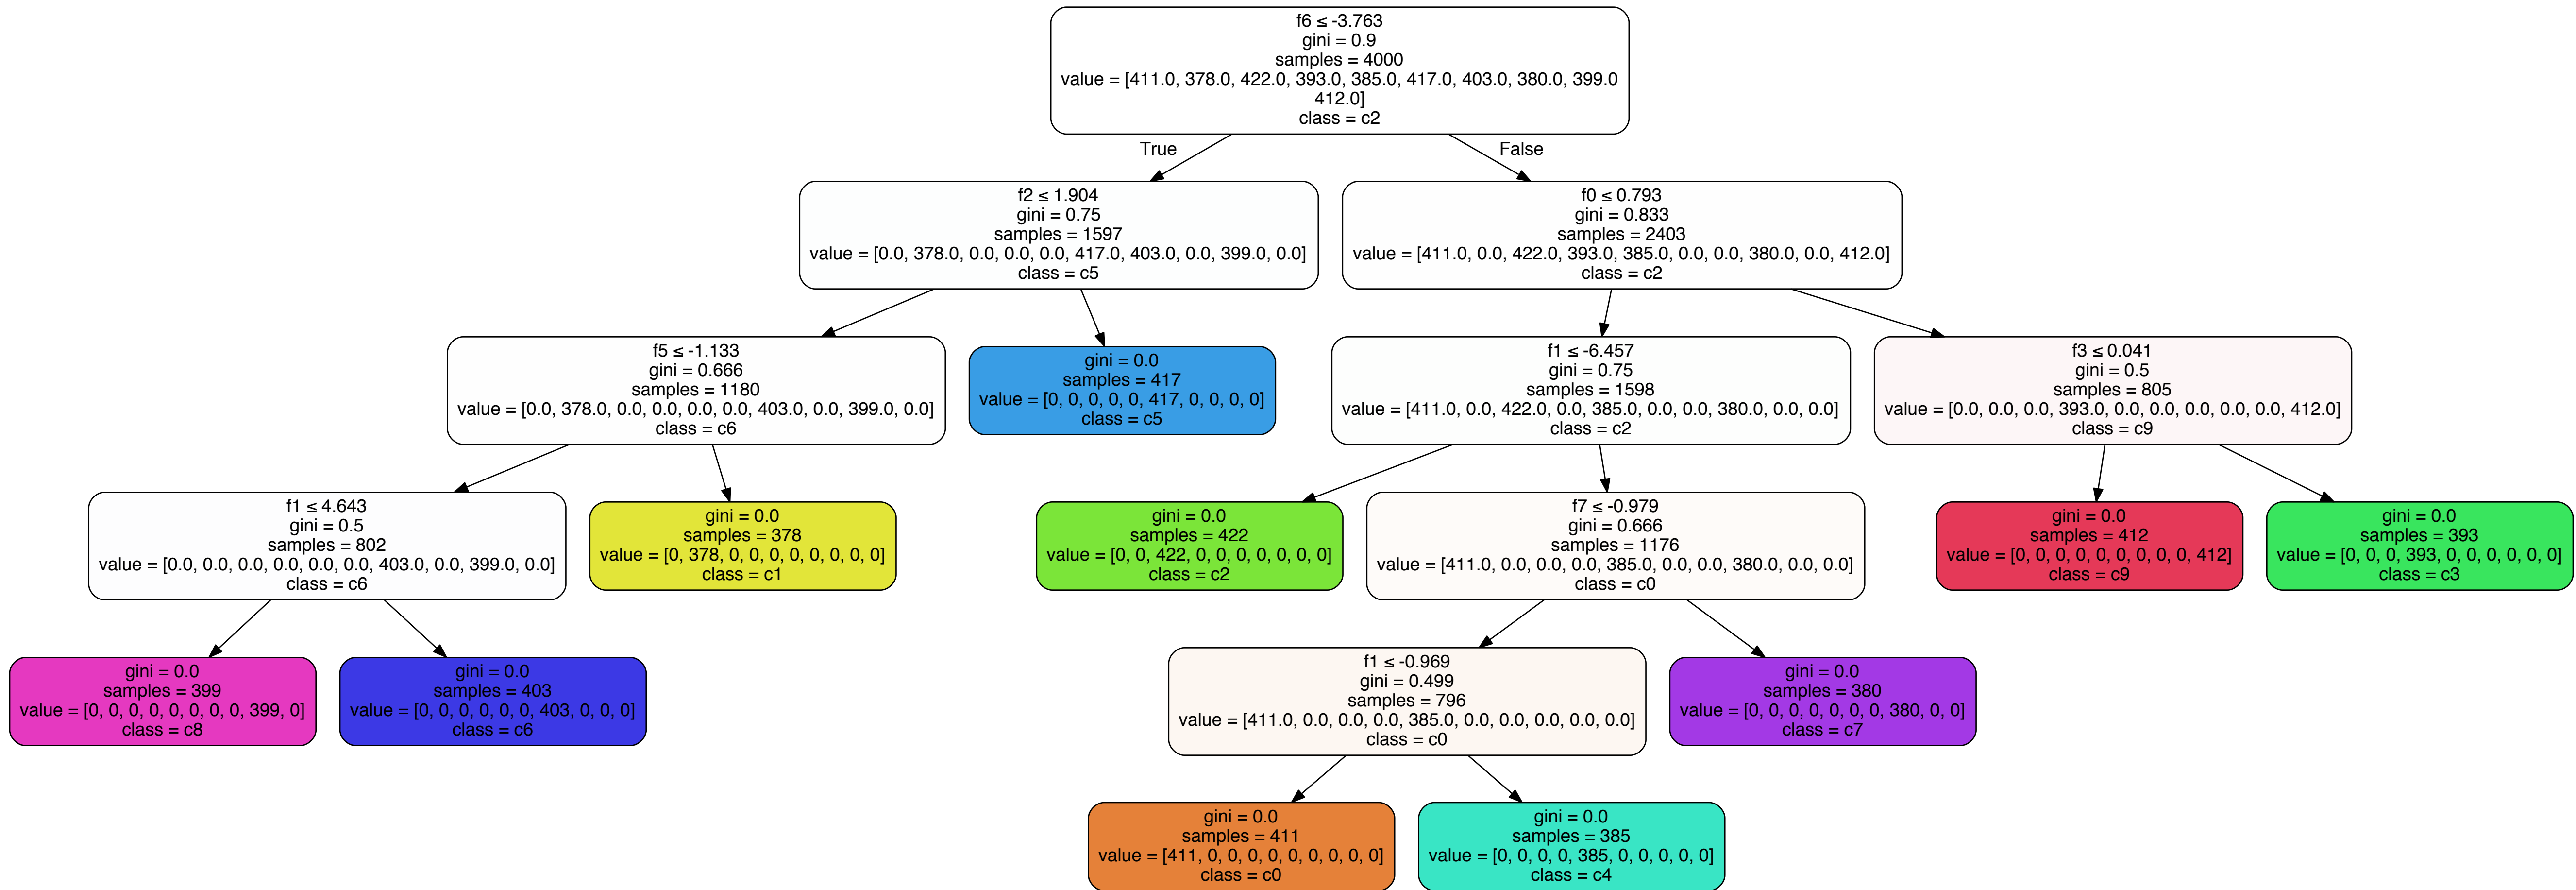 f6 ≤ -3.763
gini = 0.9
samples = 4000
value = [411.0, 378.0, 422.0, 393.0, 385.0, 417.0, 403.0, 380.0, 399.0
412.0]
class = c2
True
False
f2 ≤ 1.904
gini = 0.75
samples = 1597
value = [0.0, 378.0, 0.0, 0.0, 0.0, 417.0, 403.0, 0.0, 399.0, 0.0]
class = c5
f0 ≤ 0.793
gini = 0.833
samples = 2403
value = [411.0, 0.0, 422.0, 393.0, 385.0, 0.0, 0.0, 380.0, 0.0, 412.0]
class = c2
f5 ≤ -1.133
gini = 0.666
samples = 1180
value = [0.0, 378.0, 0.0, 0.0, 0.0, 0.0, 403.0, 0.0, 399.0, 0.0]
class = c6
gini = 0.0
samples = 417
value = [0, 0, 0, 0, 0, 417, 0, 0, 0, 0]
class = c5
f1 ≤ -6.457
gini = 0.75
samples = 1598
value = [411.0, 0.0, 422.0, 0.0, 385.0, 0.0, 0.0, 380.0, 0.0, 0.0]
class = c2
f3 ≤ 0.041
gini = 0.5
samples = 805
value = [0.0, 0.0, 0.0, 393.0, 0.0, 0.0, 0.0, 0.0, 0.0, 412.0]
class = c9
f1 ≤ 4.643
gini = 0.5
samples = 802
value = [0.0, 0.0, 0.0, 0.0, 0.0, 0.0, 403.0, 0.0, 399.0, 0.0]
class = c6
gini = 0.0
samples = 378
value = [0, 378, 0, 0, 0, 0, 0, 0, 0, 0]
class = c1
gini = 0.0
samples = 422
value = [0, 0, 422, 0, 0, 0, 0, 0, 0, 0]
class = c2
f7 ≤ -0.979
gini = 0.666
samples = 1176
value = [411.0, 0.0, 0.0, 0.0, 385.0, 0.0, 0.0, 380.0, 0.0, 0.0]
class = c0
gini = 0.0
samples = 412
value = [0, 0, 0, 0, 0, 0, 0, 0, 0, 412]
class = c9
gini = 0.0
samples = 393
value = [0, 0, 0, 393, 0, 0, 0, 0, 0, 0]
class = c3
gini = 0.0
samples = 399
value = [0, 0, 0, 0, 0, 0, 0, 0, 399, 0]
class = c8
gini = 0.0
samples = 403
value = [0, 0, 0, 0, 0, 0, 403, 0, 0, 0]
class = c6
f1 ≤ -0.969
gini = 0.499
samples = 796
value = [411.0, 0.0, 0.0, 0.0, 385.0, 0.0, 0.0, 0.0, 0.0, 0.0]
class = c0
gini = 0.0
samples = 380
value = [0, 0, 0, 0, 0, 0, 0, 380, 0, 0]
class = c7
gini = 0.0
samples = 411
value = [411, 0, 0, 0, 0, 0, 0, 0, 0, 0]
class = c0
gini = 0.0
samples = 385
value = [0, 0, 0, 0, 385, 0, 0, 0, 0, 0]
class = c4